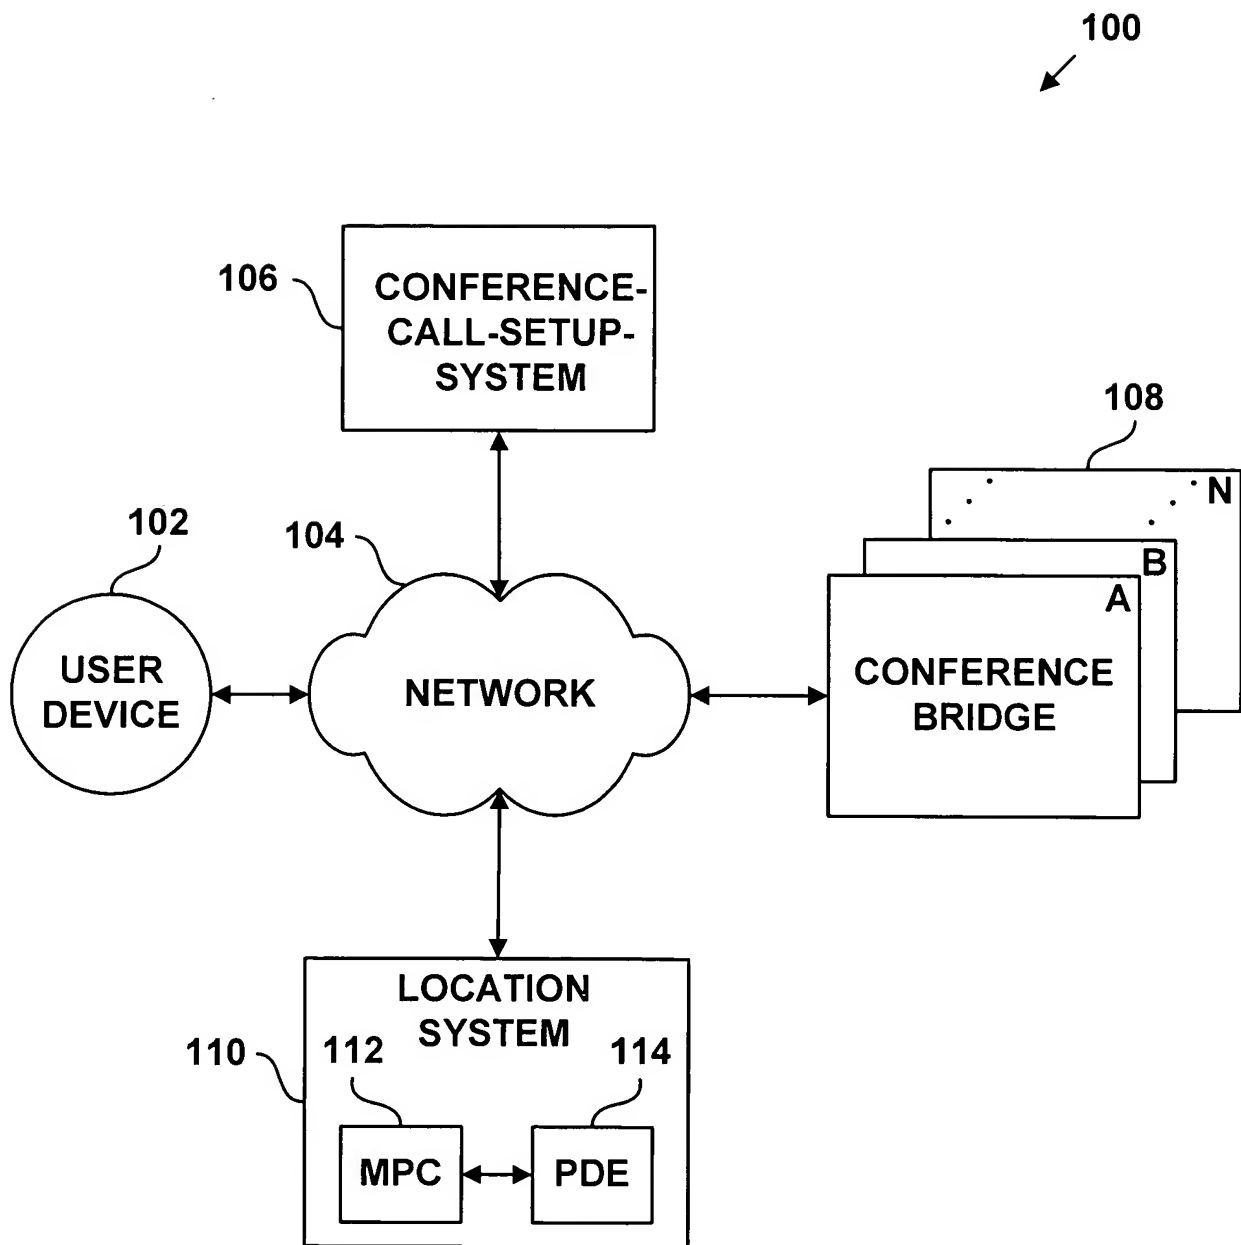 100
106
CONFERENCE-
CALL-SETUP-
SYSTEM
108
N
B
A
102
104
USER
DEVICE
NETWORK
CONFERENCE
BRIDGE
LOCATION
SYSTEM
110
112
114
MPC
PDE